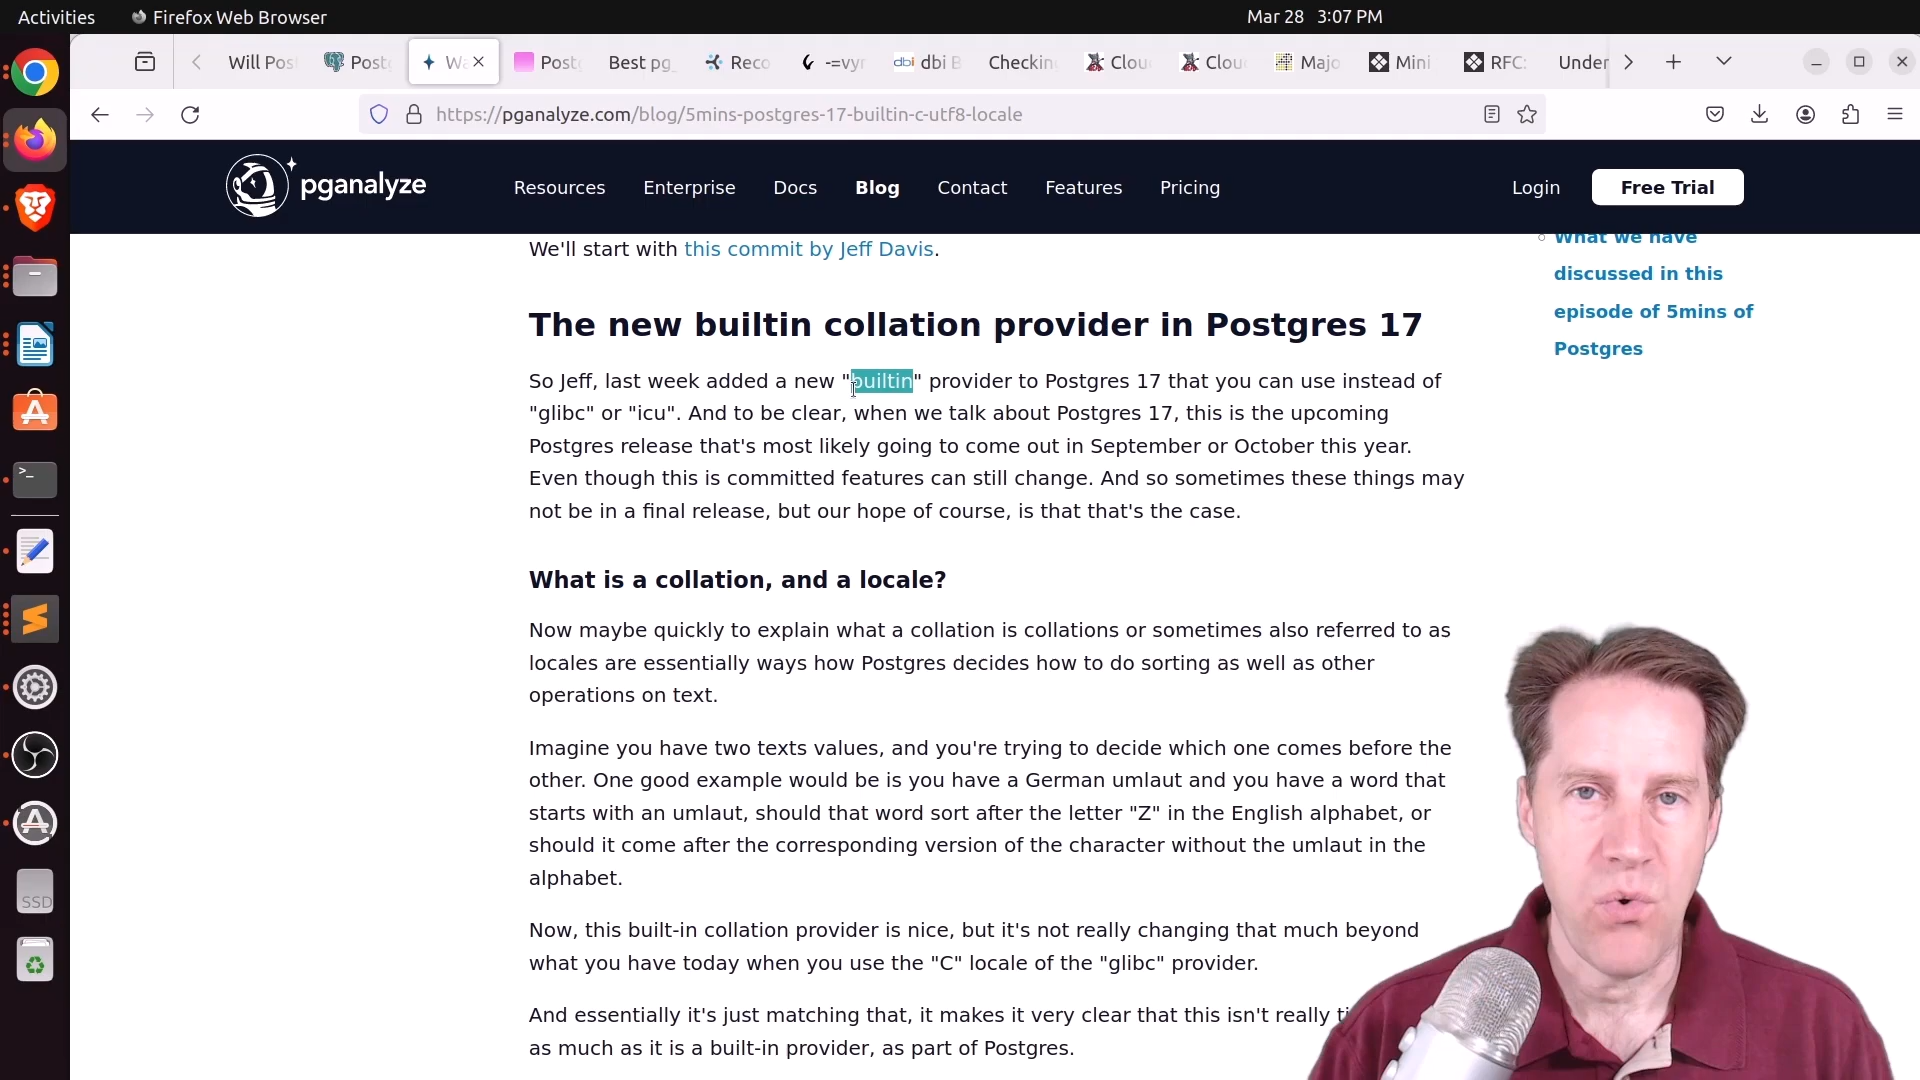 Activities
Firefox Web Browser
Mar 28 3:07 PM
Will Pos
Postg
Wa
Post
Best pg_
Reco
-=vyr
dbi B
Checkin
Clou
Clou
Majo
Mini
RFC:
Under
https://pganalyze.com/blog/5mins-postgres-17-builtin-c-utf8-locale
pganalyze
Resources
Enterprise
Docs
Blog
Contact
Features
Pricing
Login
Free Trial
We'll start with this commit by Jeff Davis.
The new builtin collation provider in Postgres 17
So Jeff, last week added a new "builtin" provider to Postgres 17 that you can use instead of
"glibc" or "icu". And to be clear, when we talk about Postgres 17, this is the upcoming
Postgres release that's most likely going to come out in September or October this year.
Even though this is committed features can still change. And so sometimes these things may
not be in a final release, but our hope of course, is that that's the case.
What is a collation, and a locale?
Now maybe quickly to explain what a collation is collations or sometimes also referred to as
locales are essentially ways how Postgres decides how to do sorting as well as other
operations on text.
Imagine you have two texts values, and you're trying to decide which one comes before the
other. One good example would be is you have a German umlaut and you have a word that
starts with an umlaut, should that word sort after the letter "Z" in the English alphabet, or
should it come after the corresponding version of the character without the umlaut in the
alphabet.
Now, this built-in collation provider is nice, but it's not really changing that much beyond
what you have today when you use the "C" locale of the "glibc" provider.
And essentially it's just matching that, it makes it very clear that this isn't really
as much as it is a built-in provider, as part of Postgres.
What we have
discussed in this
episode of 5mins of
Postgres
SSD